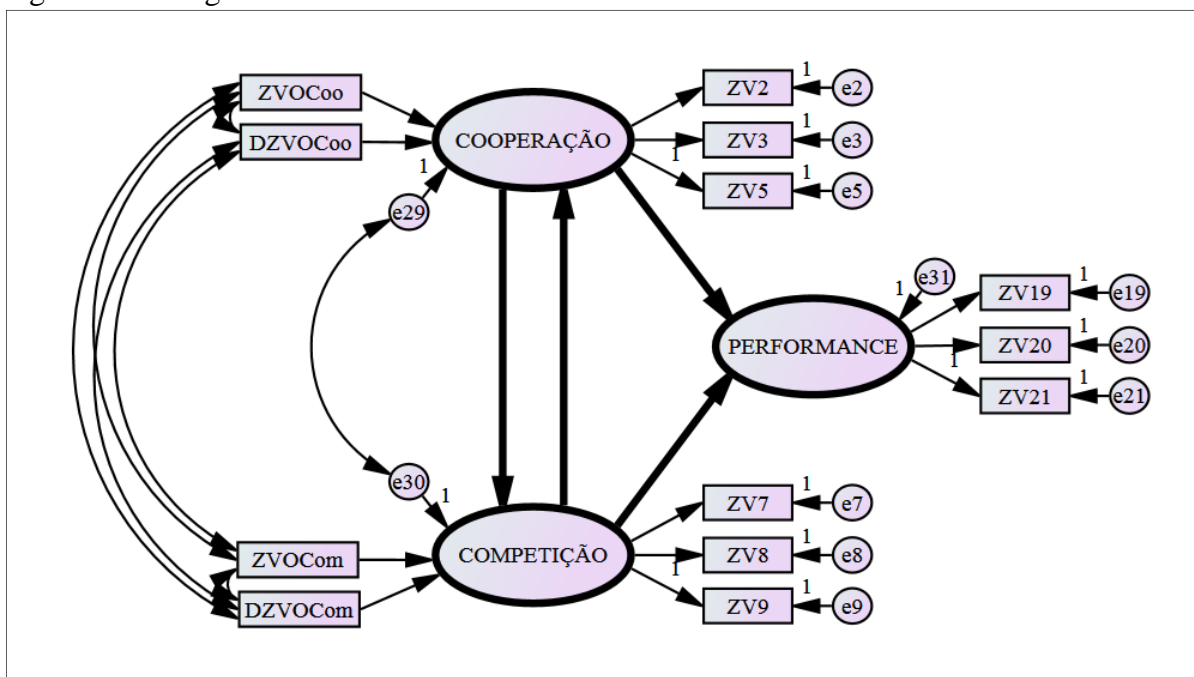 ZVOCoo
DZVOCoo
COOPERAÇÃO
1
e29
ZV2
1
e2
ZV3
1
e3
1
ZV5
1
e5
1
e31
PERFORMANCE
ZV19
1
e19
ZV20
1
e20
1
ZV21
1
e21
e30
1
ZVOCom
DZVOCom
COMPETIÇÃO
ZV7
1
e7
ZV8
1
e8
1
ZV9
1
e9